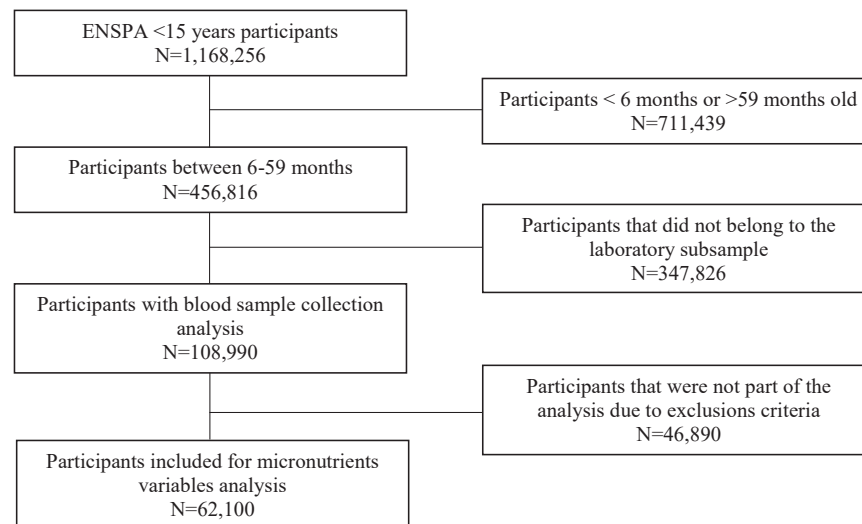 ENSPA <15 years participants
N=1,168,256
Participants < 6 months or >59 months old
N=711,439
Participants between 6-59 months
N=456,816
Participants that did not belong to the
laboratory subsample
N=347,826
Participants with blood sample collection
analysis
N=108,990
Participants that were not part of the
analysis due to exclusions criteria
N=46,890
Participants included for micronutrients
variables analysis
N=62,100